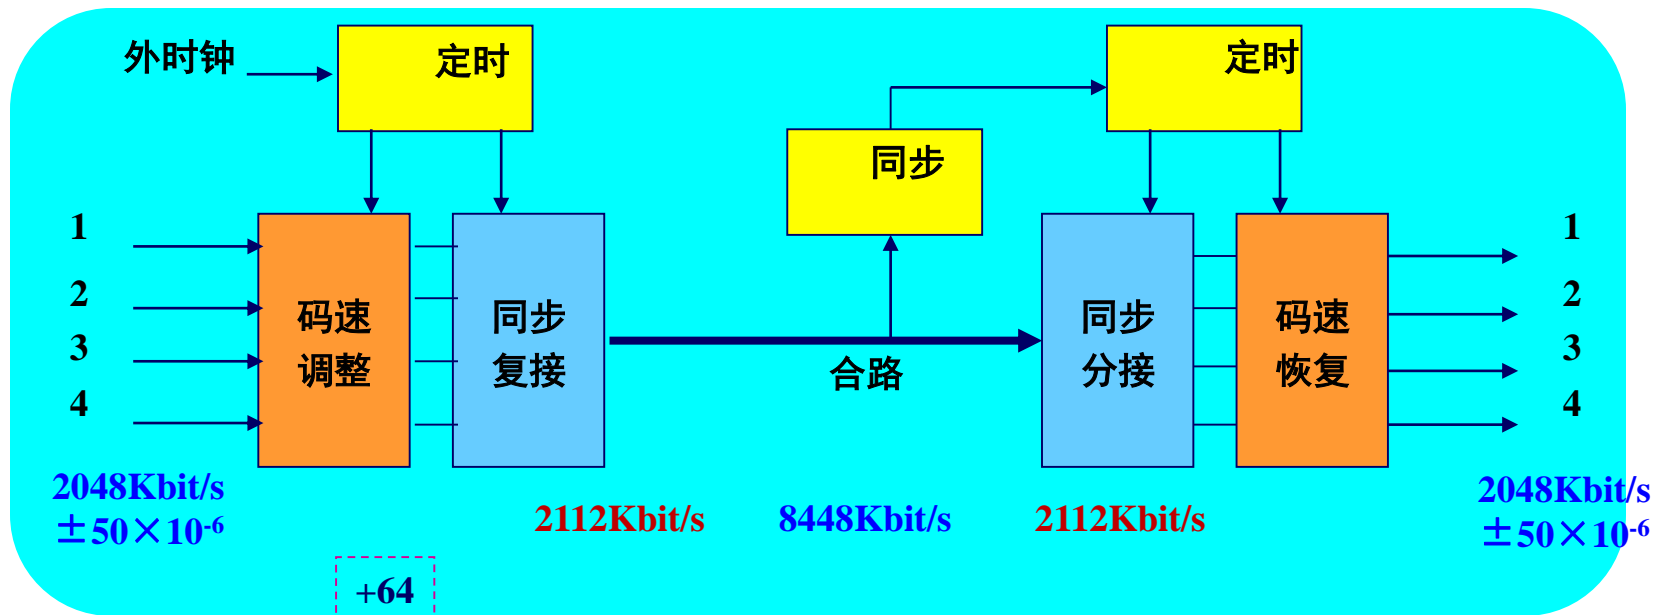 外时钟
定时
定时
同步
1
2
3
4
码速
调整
同步
复接
合路
同步
分接
码速
恢复
1
2
3
4
2048Kbit/s
±50×10⁻⁶
2112Kbit/s
8448Kbit/s
2112Kbit/s
2048Kbit/s
±50×10⁻⁶
+64